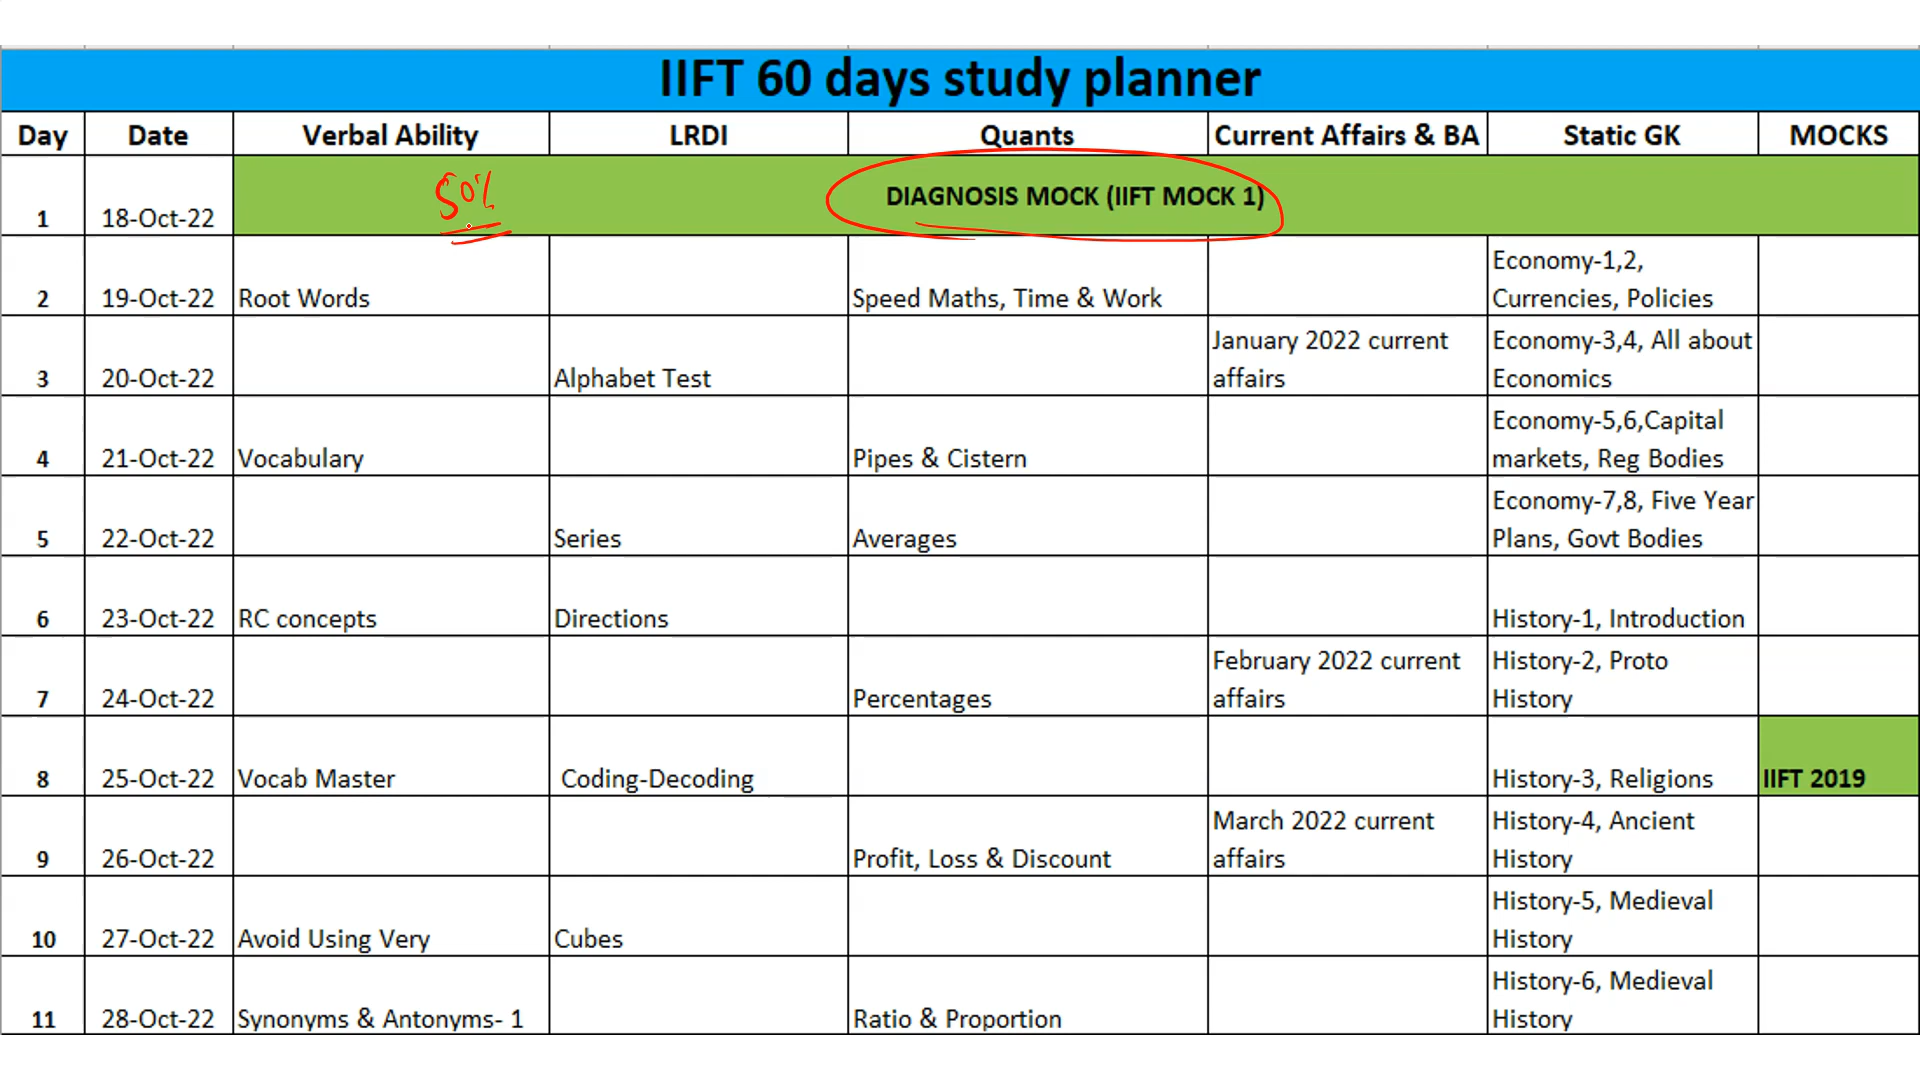 IIFT 60 days study planner
Day Date Verbal Ability LRDI Quants Current Affairs & BA Static GK MOCKS
50%
DIAGNOSIS MOCK (IIFT MOCK 1)
1 18-Oct-22
Economy-1,2,
2 19-Oct-22 Root Words Speed Maths, Time & Work Currencies, Policies
January 2022 current Economy-3,4, All about
3 20-Oct-22 Alphabet Test affairs Economics
Economy-5,6,Capital
4 21-Oct-22 Vocabulary Pipes & Cistern markets, Reg Bodies
Economy-7,8, Five Year
5 22-Oct-22 Series Averages Plans, Govt Bodies
6 23-Oct-22 RC concepts Directions History-1, Introduction
February 2022 current History-2, Proto
7 24-Oct-22 Percentages affairs History
8 25-Oct-22 Vocab Master Coding-Decoding History-3, Religions IIFT 2019
March 2022 current History-4, Ancient
9 26-Oct-22 Profit, Loss & Discount affairs History
History-5, Medieval
10 27-Oct-22 Avoid Using Very Cubes History
History-6, Medieval
11 28-Oct-22 Synonyms & Antonyms- 1 Ratio & Proportion History